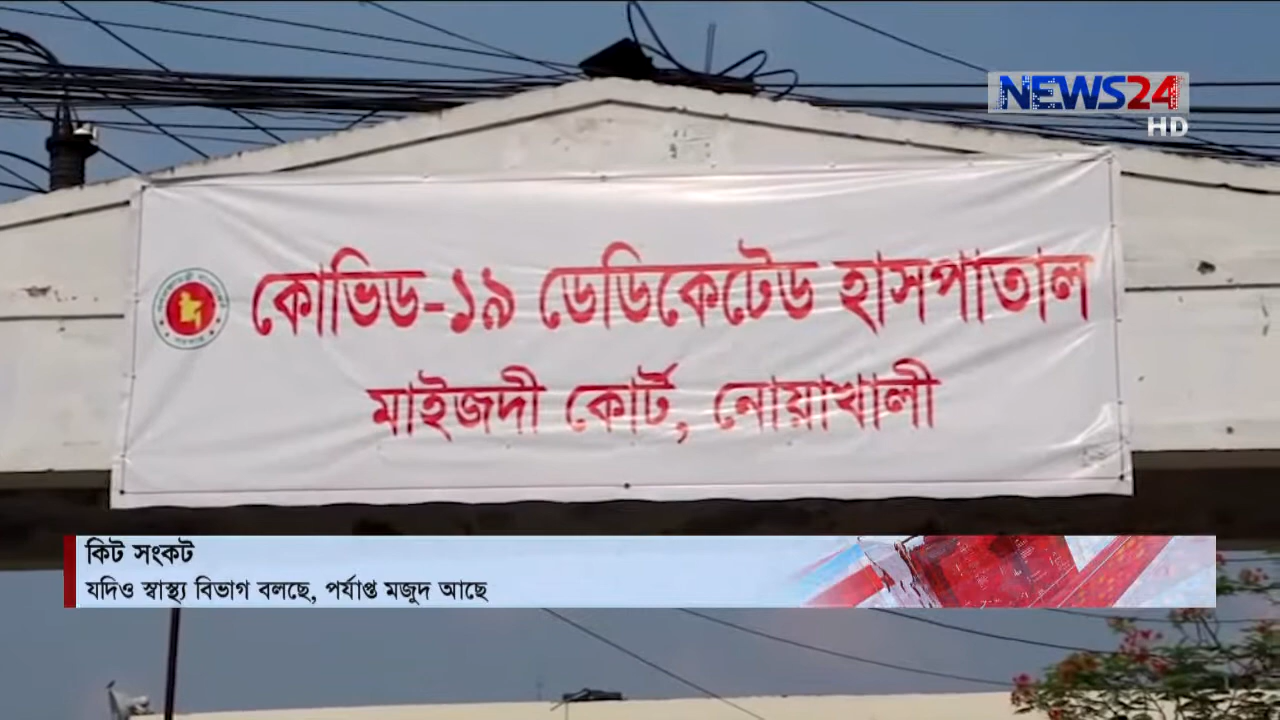 NEWS24
HD
কোভিড-১৯ ডেডিকেটেড হাসপাতাল
মাইজদী কোর্ট, নোয়াখালী
কিট সংকট
যদিও স্বাস্থ্য বিভাগ বলছে, পর্যাপ্ত মজুদ আছে